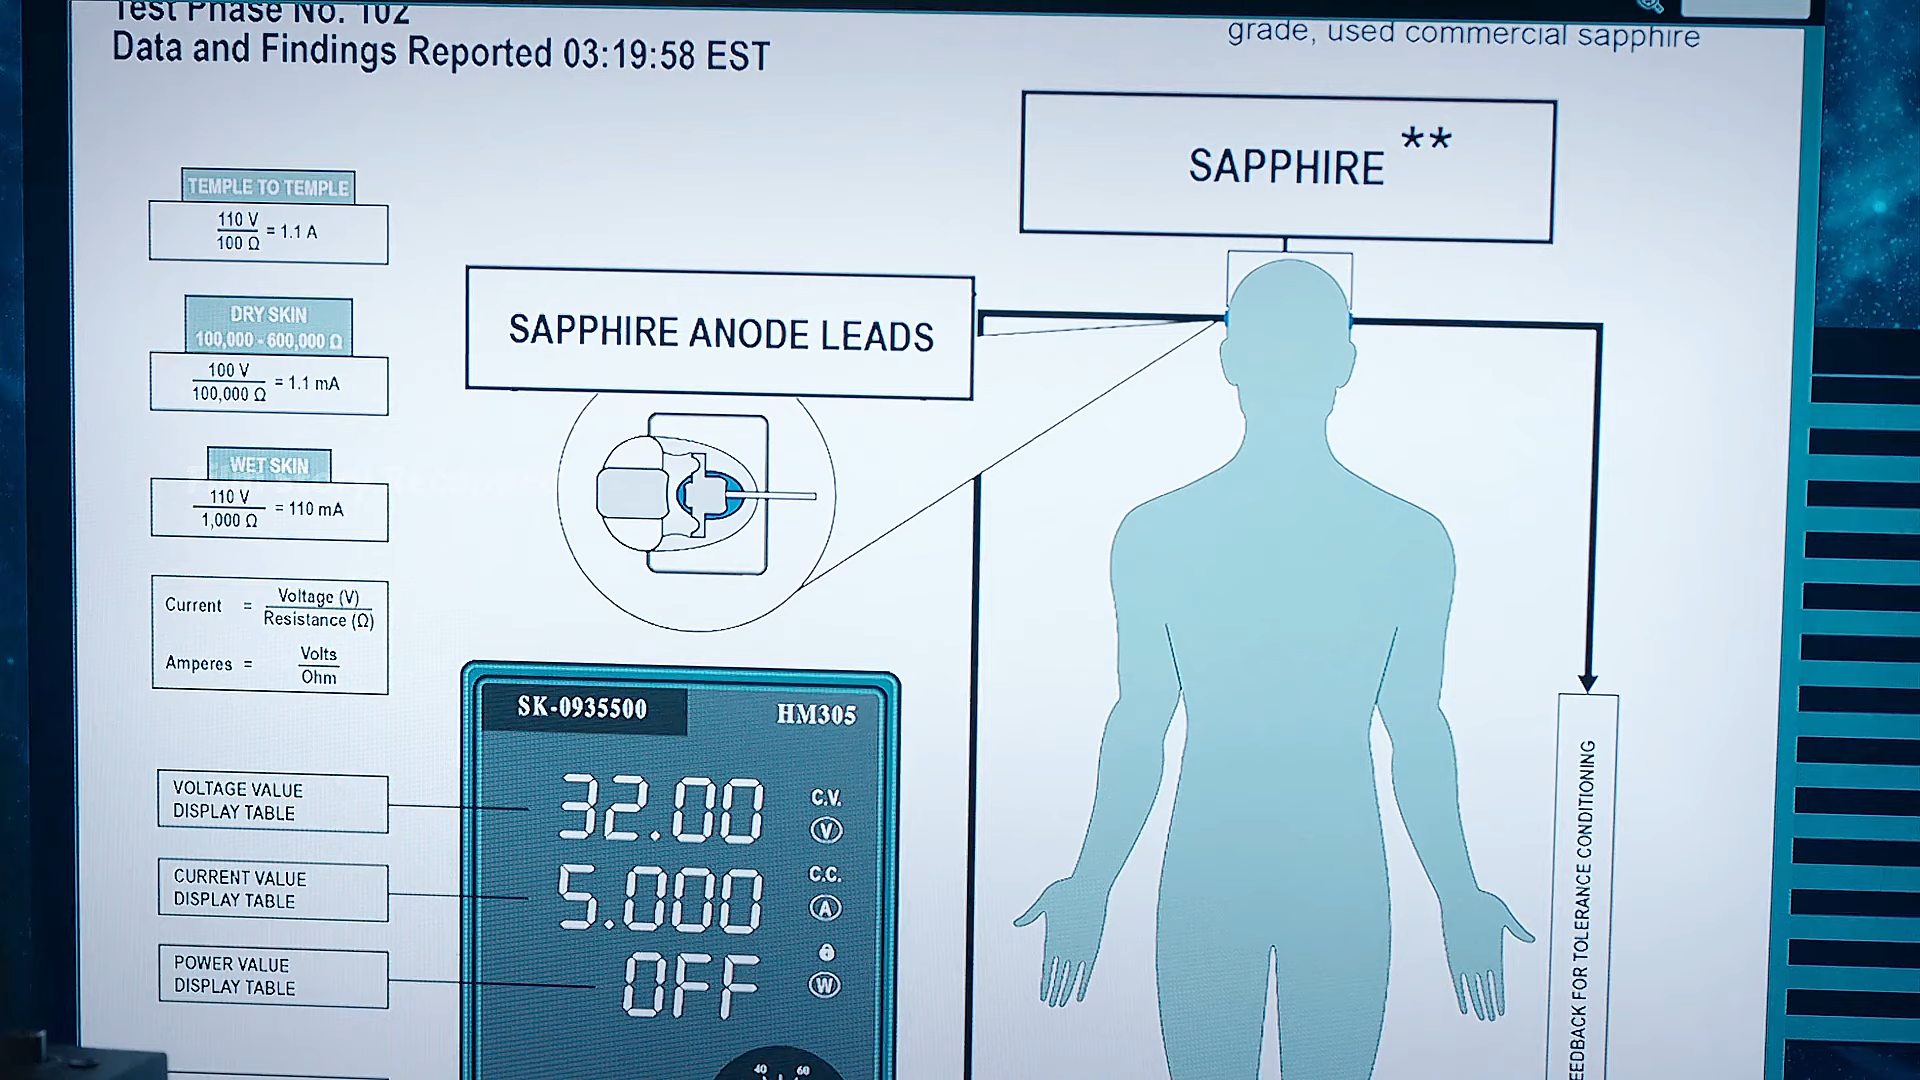 Test Phase No. 102
Data and Findings Reported 03:19:58 EST
grade, used commercial sapphire
SAPPHIRE **
TEMPLE TO TEMPLE
110 V
100 Ω
= 1.1 A
SAPPHIRE ANODE LEADS
DRY SKIN
100,000 - 600,000 Ω
100 V
100,000 Ω
= 1.1 mA
WET SKIN
110 V
1,000 Ω
= 110 mA
Current = Voltage (V)
Resistance (Ω)
Amperes = Volts
Ohm
SK-0935500
HM305
VOLTAGE VALUE
DISPLAY TABLE
32.00
C.V.
V
CURRENT VALUE
DISPLAY TABLE
5.000
C.C.
A
POWER VALUE
DISPLAY TABLE
OFF
W
40 60
EEDBACK FOR TOLERANCE CONDITIONING